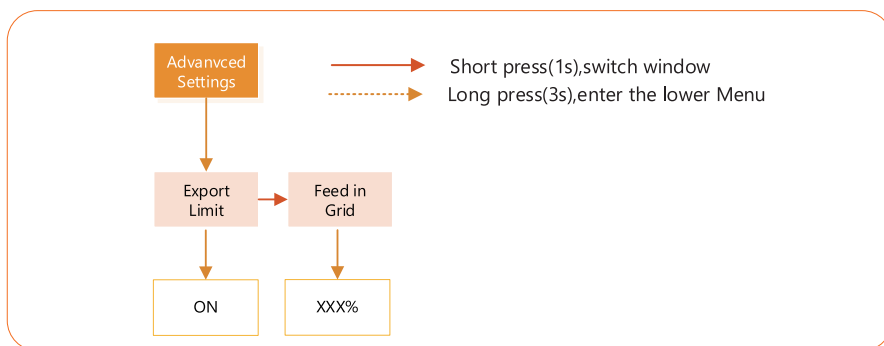 Advanvced
Settings
Short press(1s),switch window
Long press(3s),enter the lower Menu
Export
Limit
Feed in
Grid
ON
XXX%